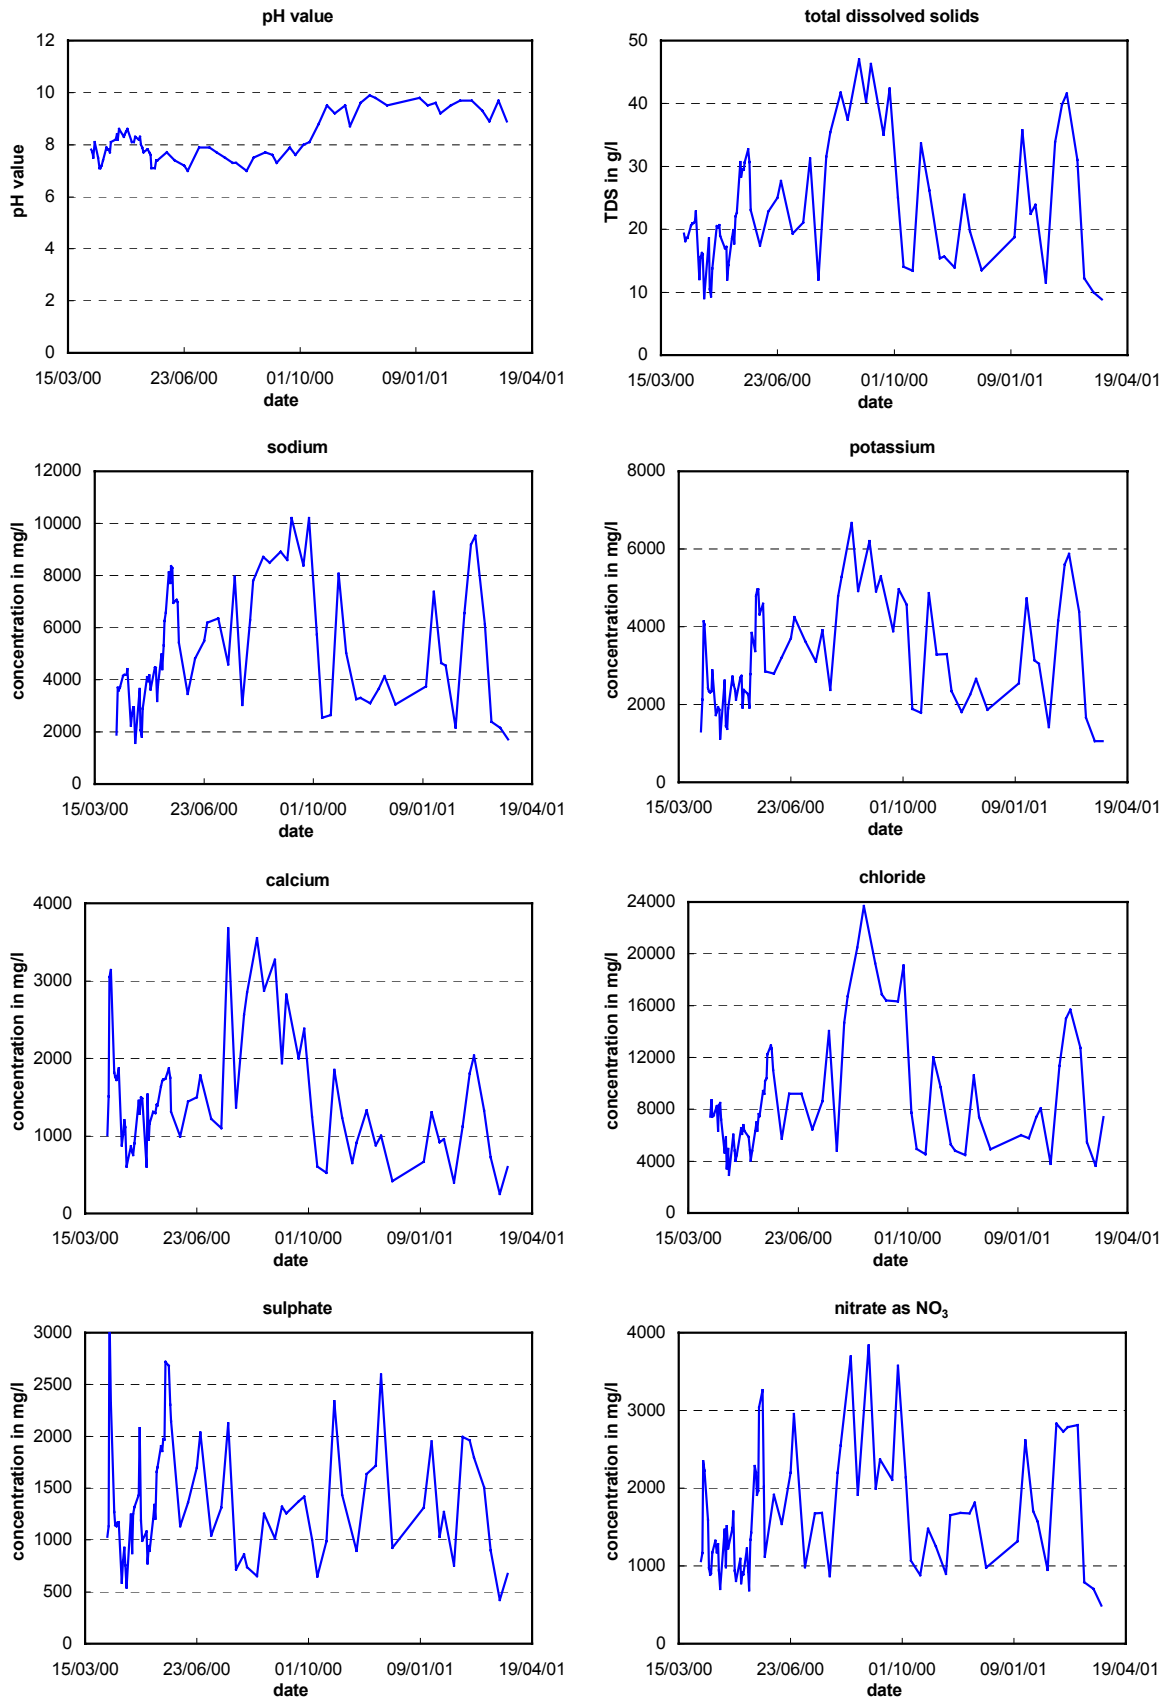 pH value
12
10
8
6
4
2
0
pH value
15/03/00 23/06/00 01/10/00 09/01/01 19/04/01
date
total dissolved solids
50
40
30
20
10
0
TDS in g/l
15/03/00 23/06/00 01/10/00 09/01/01 19/04/01
date
sodium
12000
10000
8000
6000
4000
2000
0
concentration in mg/l
15/03/00 23/06/00 01/10/00 09/01/01 19/04/01
date
potassium
8000
6000
4000
2000
0
concentration in mg/l
15/03/00 23/06/00 01/10/00 09/01/01 19/04/01
date
calcium
4000
3000
2000
1000
0
concentration in mg/l
15/03/00 23/06/00 01/10/00 09/01/01 19/04/01
date
chloride
24000
20000
16000
12000
8000
4000
0
concentration in mg/l
15/03/00 23/06/00 01/10/00 09/01/01 19/04/01
date
sulphate
3000
2500
2000
1500
1000
500
0
concentration in mg/l
15/03/00 23/06/00 01/10/00 09/01/01 19/04/01
date
nitrate as NO₃
4000
3000
2000
1000
0
concentration in mg/l
15/03/00 23/06/00 01/10/00 09/01/01 19/04/01
date